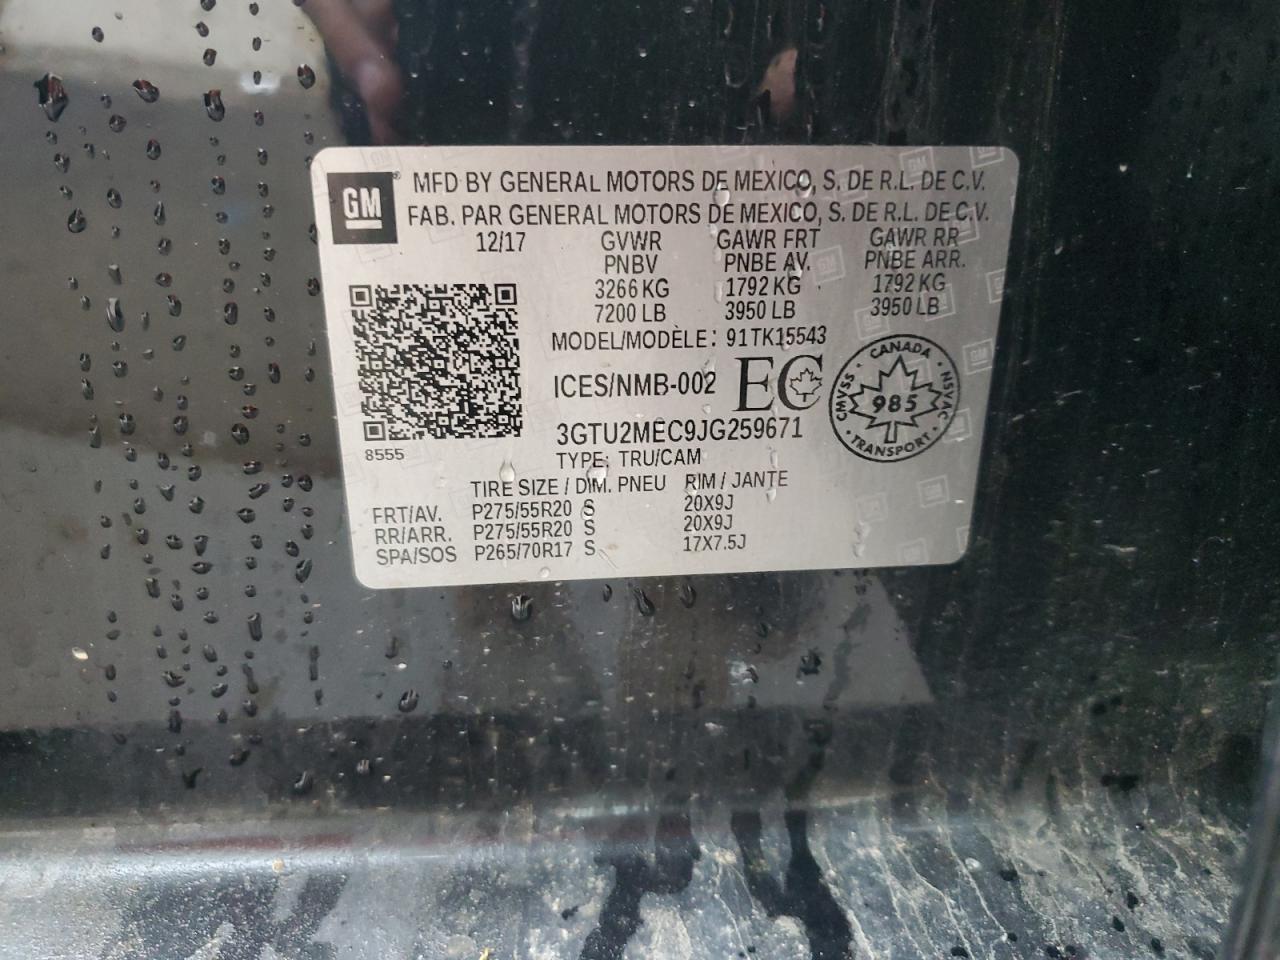 GM
MFD BY GENERAL MOTORS DE MEXICO, S. DE R.L. DE C.V.
FAB. PAR GENERAL MOTORS DE MEXICO, S. DE R.L. DE C.V.
12/17 GVWR GAWR FRT GAWR RR
PNBV PNBE AV. PNBE ARR.
3266 KG 1792 KG 1792 KG
7200 LB 3950 LB 3950 LB
MODEL/MODÈLE: 91TK15543
ICES/NMB-002 EC
CANADA
CMVSS 985 NSVAC
TRANSPORT
3GTU2MEC9JG259671
8555
TYPE: TRU/CAM
TIRE SIZE / DIM. PNEU RIM / JANTE
FRT/AV. P275/55R20 S 20X9J
RR/ARR. P275/55R20 S 20X9J
SPA/SOS P265/70R17 S 17X7.5J